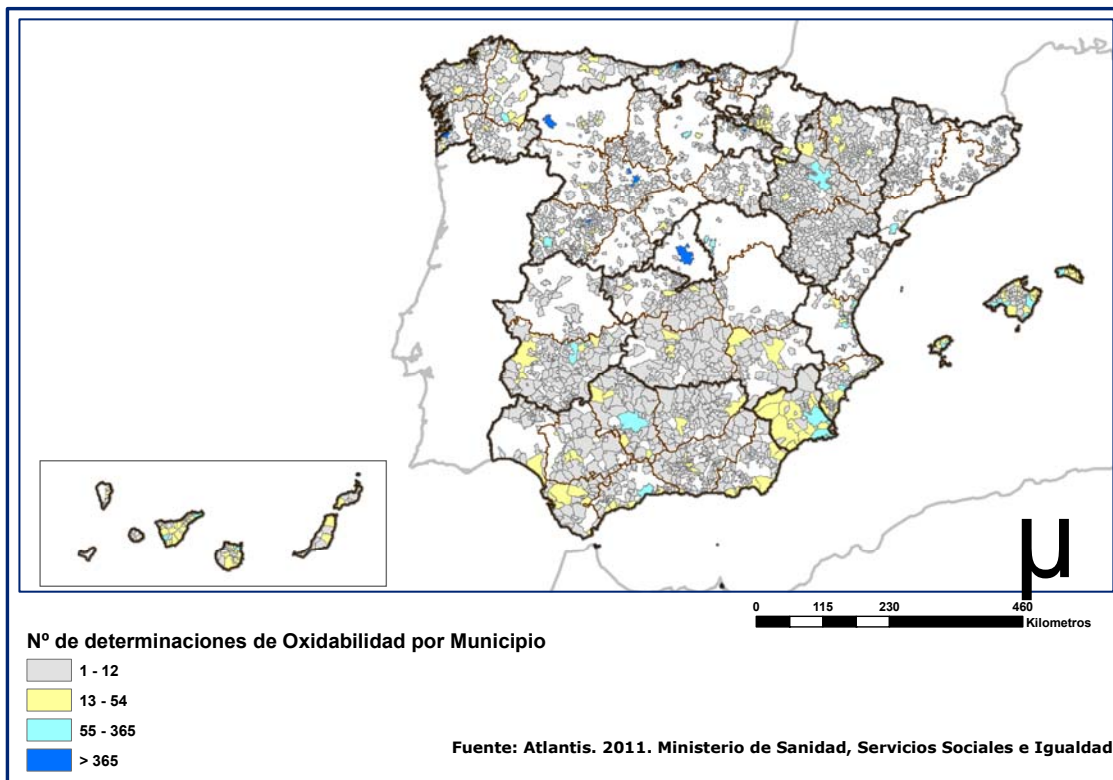 µ
0 115 230 460
Kilometros
Nº de determinaciones de Oxidabilidad por Municipio
1 - 12
13 - 54
55 - 365
> 365
Fuente: Atlantis. 2011. Ministerio de Sanidad, Servicios Sociales e Igualdad